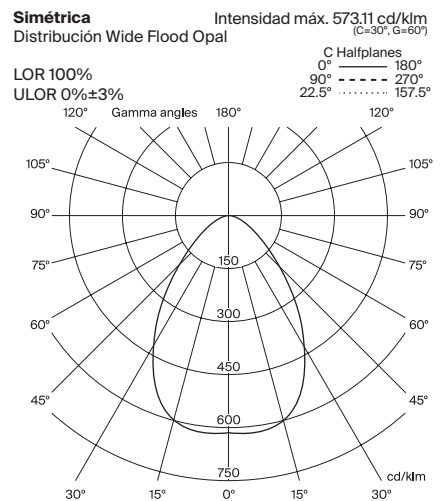 Simétrica
Intensidad máx. 573.11 cd/klm
Distribución Wide Flood Opal
(C=30°, G=60°)
C Halfplanes
LOR 100%
0° 180°
ULOR 0%±3%
90° 270°
22.5° 157.5°
120° Gamma angles 180° 120°
105° 105°
90° 90°
75° 75°
150
60° 60°
300
45° 45°
450
600
750
cd/klm
30° 15° 0° 15° 30°